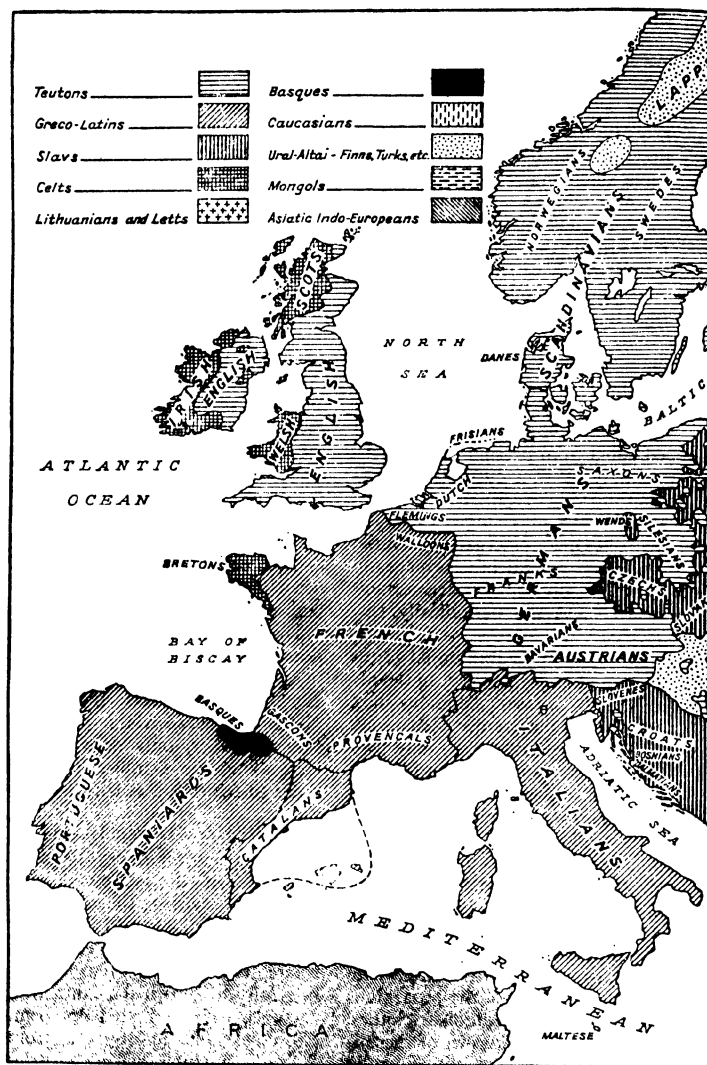 Teutons
Greco-Latins
Slavs
Celts
Lithuanians and Letts
Basques
Caucasians
Ural-Altai - Finns, Turks, etc.
Mongols
Asiatic Indo-Europeans
LAPP
NORWEGIANS
SWEDES
SCANDINAVIANS
SCOTS
IRISH
ENGLISH
WELSH
ENGLISH
NORTH
SEA
DANES
BALTIC
FRISIANS
DUTCH
FLEMINGS
WALLOONS
SAXONS
WENDS
SILESIANS
GERMANS
FRANKS
CZECHS
BAVARIANS
AUSTRIANS
ATLANTIC
OCEAN
BRETONS
BAY OF
BISCAY
FRENCH
BASQUES
GASCONS
PROVENCALS
SLOVENES
CROATS
BOSNIANS
ADRIATIC SEA
ITALIANS
PORTUGUESE
SPANIARDS
CATALANS
MEDITERRANEAN
AFRICA
MALTESE